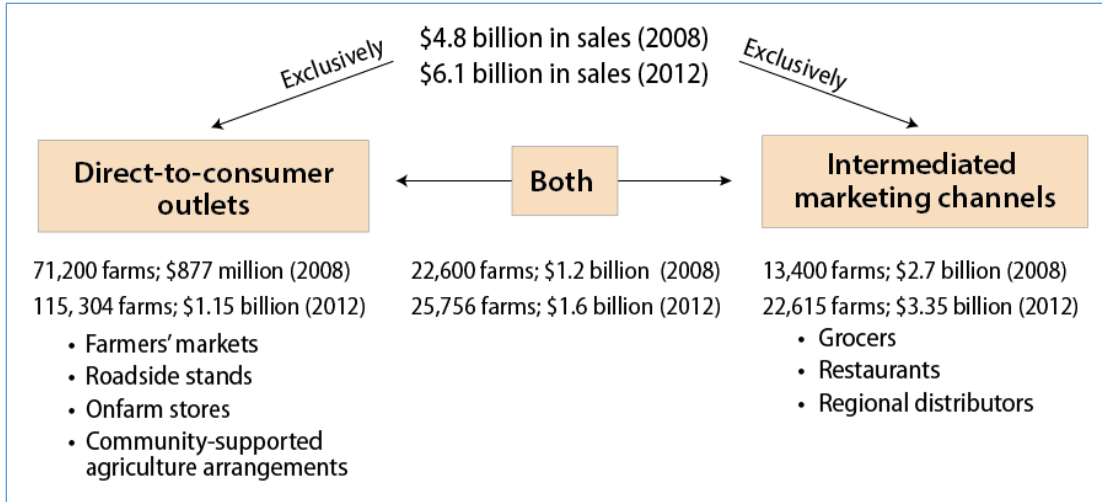 $4.8 billion in sales (2008)
$6.1 billion in sales (2012)
Exclusively
Exclusively
Direct-to-consumer
outlets
Both
Intermediated
marketing channels
71,200 farms; $877 million (2008)
115, 304 farms; $1.15 billion (2012)
• Farmers’ markets
• Roadside stands
• Onfarm stores
• Community-supported
agriculture arrangements
22,600 farms; $1.2 billion (2008)
25,756 farms; $1.6 billion (2012)
13,400 farms; $2.7 billion (2008)
22,615 farms; $3.35 billion (2012)
• Grocers
• Restaurants
• Regional distributors